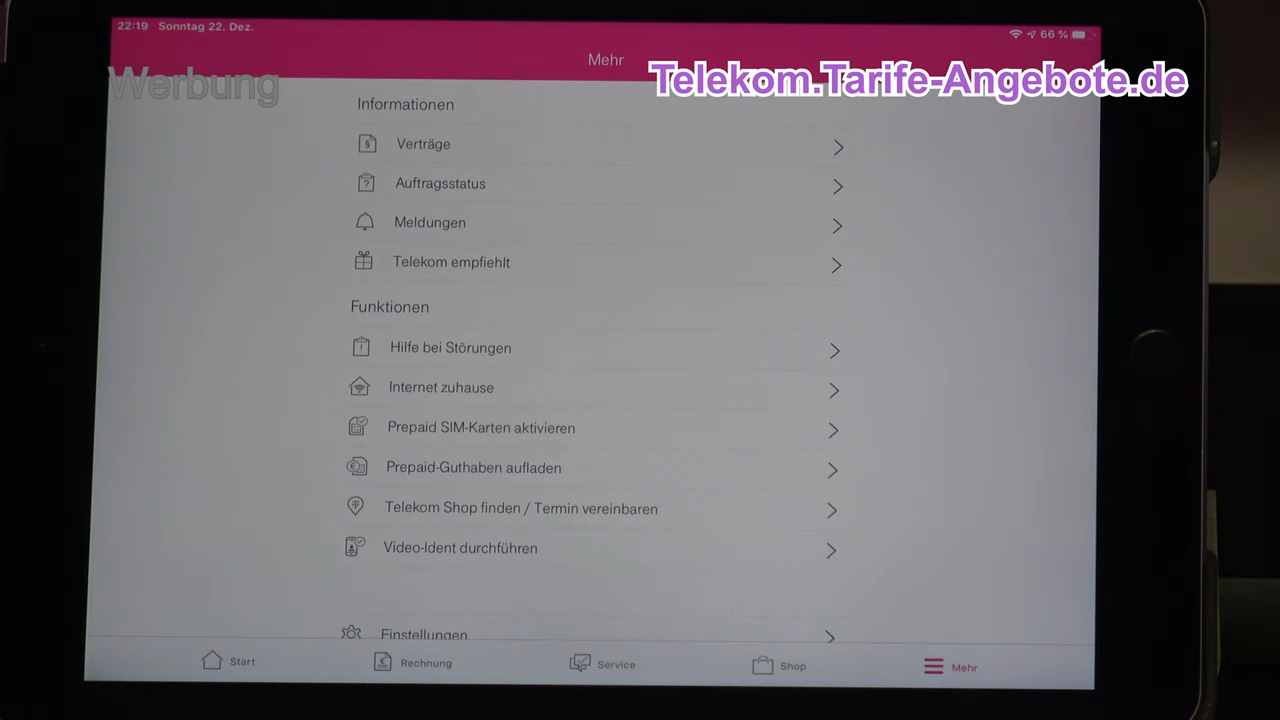 22:19 Sonntag 22. Dez.
66 %
Mehr
Werbung
Telekom.Tarife-Angebote.de
Informationen
Verträge
Auftragsstatus
Meldungen
Telekom empfiehlt
Funktionen
Hilfe bei Störungen
Internet zuhause
Prepaid SIM-Karten aktivieren
Prepaid-Guthaben aufladen
Telekom Shop finden / Termin vereinbaren
Video-Ident durchführen
Einstellungen
Start
Rechnung
Service
Shop
Mehr